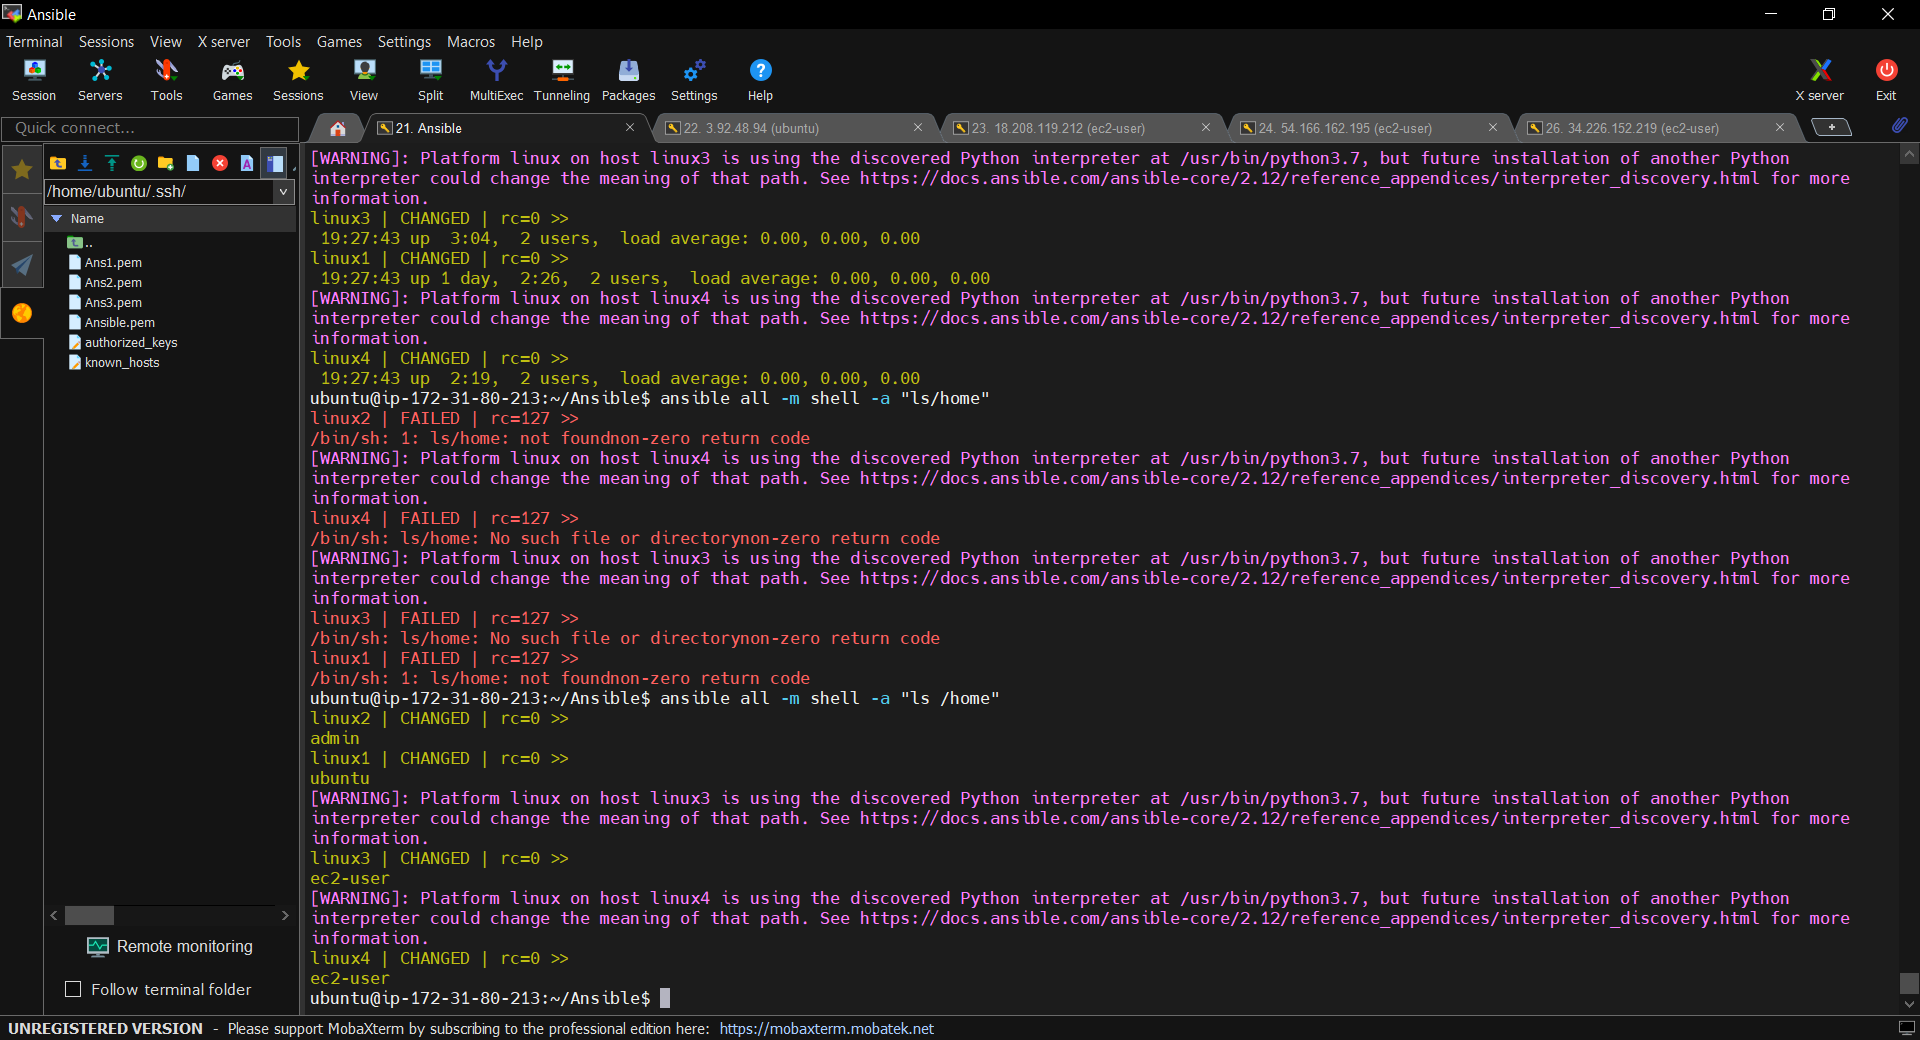 Ansible
Terminal Sessions View X server Tools Games Settings Macros Help
Session Servers Tools Games Sessions View Split MultiExec Tunneling Packages Settings Help X server Exit
Quick connect...
21. Ansible
22. 3.92.48.94 (ubuntu)
23. 18.208.119.212 (ec2-user)
24. 54.166.162.195 (ec2-user)
26. 34.226.152.219 (ec2-user)
/home/ubuntu/.ssh/
Name
..
Ans1.pem
Ans2.pem
Ans3.pem
Ansible.pem
authorized_keys
known_hosts
Remote monitoring
Follow terminal folder
[WARNING]: Platform linux on host linux3 is using the discovered Python interpreter at /usr/bin/python3.7, but future installation of another Python
interpreter could change the meaning of that path. See https://docs.ansible.com/ansible-core/2.12/reference_appendices/interpreter_discovery.html for more
information.
linux3 | CHANGED | rc=0 >>
19:27:43 up  3:04,  2 users,  load average: 0.00, 0.00, 0.00
linux1 | CHANGED | rc=0 >>
19:27:43 up 1 day,  2:26,  2 users,  load average: 0.00, 0.00, 0.00
[WARNING]: Platform linux on host linux4 is using the discovered Python interpreter at /usr/bin/python3.7, but future installation of another Python
interpreter could change the meaning of that path. See https://docs.ansible.com/ansible-core/2.12/reference_appendices/interpreter_discovery.html for more
information.
linux4 | CHANGED | rc=0 >>
19:27:43 up  2:19,  2 users,  load average: 0.00, 0.00, 0.00
ubuntu@ip-172-31-80-213:~/Ansible$ ansible all -m shell -a "ls/home"
linux2 | FAILED | rc=127 >>
/bin/sh: 1: ls/home: not foundnon-zero return code
[WARNING]: Platform linux on host linux4 is using the discovered Python interpreter at /usr/bin/python3.7, but future installation of another Python
interpreter could change the meaning of that path. See https://docs.ansible.com/ansible-core/2.12/reference_appendices/interpreter_discovery.html for more
information.
linux4 | FAILED | rc=127 >>
/bin/sh: ls/home: No such file or directorynon-zero return code
[WARNING]: Platform linux on host linux3 is using the discovered Python interpreter at /usr/bin/python3.7, but future installation of another Python
interpreter could change the meaning of that path. See https://docs.ansible.com/ansible-core/2.12/reference_appendices/interpreter_discovery.html for more
information.
linux3 | FAILED | rc=127 >>
/bin/sh: ls/home: No such file or directorynon-zero return code
linux1 | FAILED | rc=127 >>
/bin/sh: 1: ls/home: not foundnon-zero return code
ubuntu@ip-172-31-80-213:~/Ansible$ ansible all -m shell -a "ls /home"
linux2 | CHANGED | rc=0 >>
admin
linux1 | CHANGED | rc=0 >>
ubuntu
[WARNING]: Platform linux on host linux3 is using the discovered Python interpreter at /usr/bin/python3.7, but future installation of another Python
interpreter could change the meaning of that path. See https://docs.ansible.com/ansible-core/2.12/reference_appendices/interpreter_discovery.html for more
information.
linux3 | CHANGED | rc=0 >>
ec2-user
[WARNING]: Platform linux on host linux4 is using the discovered Python interpreter at /usr/bin/python3.7, but future installation of another Python
interpreter could change the meaning of that path. See https://docs.ansible.com/ansible-core/2.12/reference_appendices/interpreter_discovery.html for more
information.
linux4 | CHANGED | rc=0 >>
ec2-user
ubuntu@ip-172-31-80-213:~/Ansible$
UNREGISTERED VERSION - Please support MobaXterm by subscribing to the professional edition here: https://mobaxterm.mobatek.net